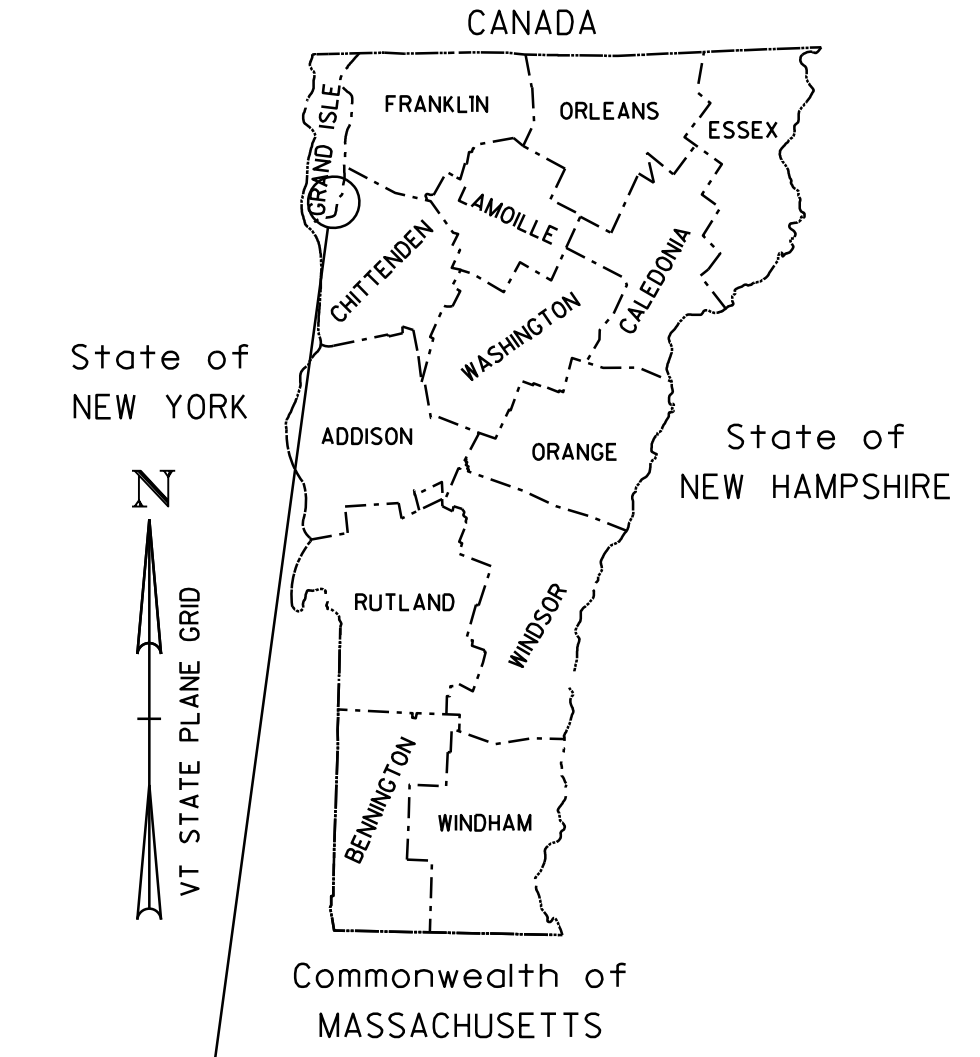 CANADA
FRANKLIN
ORLEANS
ESSEX
GRAND ISLE
LAMOILLE
CHITTENDEN
CALEDONIA
WASHINGTON
State of
NEW YORK
ADDISON
ORANGE
State of
NEW HAMPSHIRE
N
VT STATE PLANE GRID
RUTLAND
WINDSOR
BENNINGTON
WINDHAM
Commonwealth of
MASSACHUSETTS